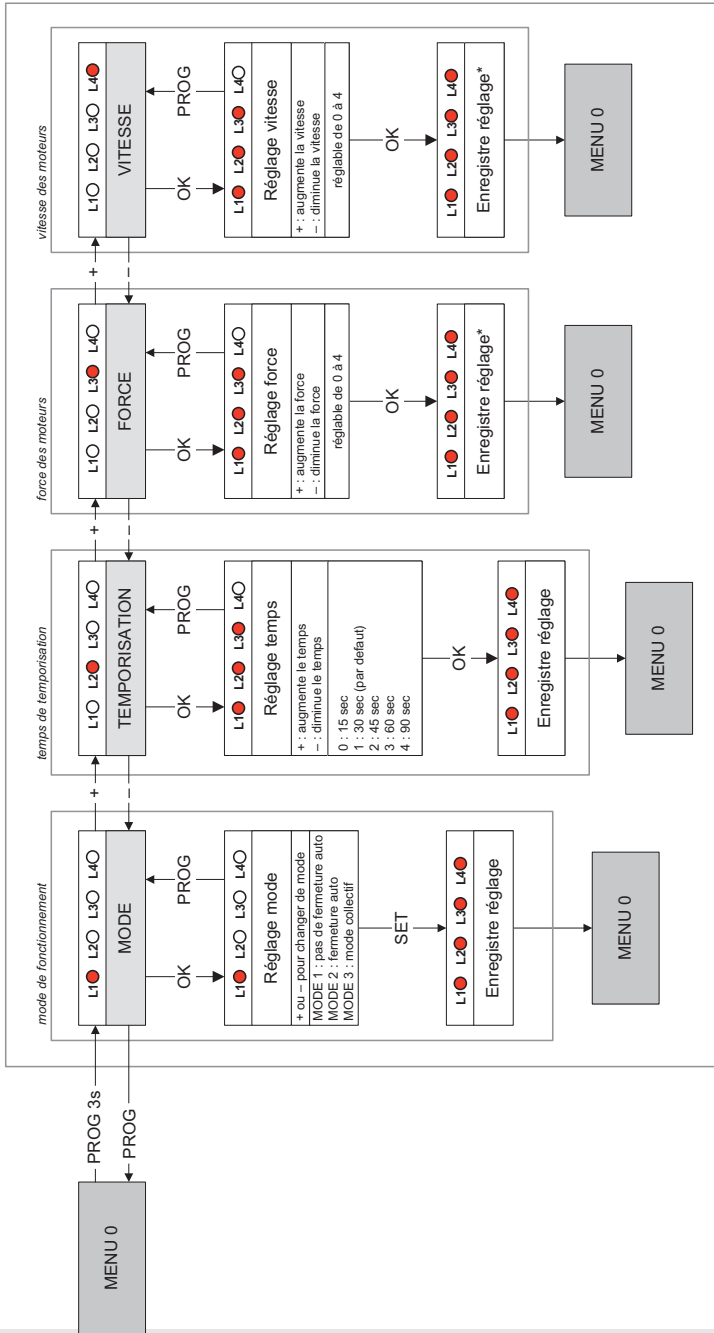 MENU 0
PROG 3s
PROG
mode de fonctionnement
L1 L2 L3 L4
MODE
OK
PROG
L1 L2 L3 L4
Réglage mode
+ ou – pour changer de mode
MODE 1 : pas de fermeture auto
MODE 2 : fermeture auto
MODE 3 : mode collectif
SET
L1 L2 L3 L4
Enregistre réglage
MENU 0
+
–
temps de temporisation
L1 L2 L3 L4
TEMPORISATION
OK
PROG
L1 L2 L3 L4
Réglage temps
+ : augmente le temps
– : diminue le temps
0 : 15 sec
1 : 30 sec (par defaut)
2 : 45 sec
3 : 60 sec
4 : 90 sec
OK
L1 L2 L3 L4
Enregistre réglage
MENU 0
+
–
force des moteurs
L1 L2 L3 L4
FORCE
OK
PROG
L1 L2 L3 L4
Réglage force
+ : augmente la force
– : diminue la force
réglable de 0 à 4
OK
L1 L2 L3 L4
Enregistre réglage*
MENU 0
+
–
vitesse des moteurs
L1 L2 L3 L4
VITESSE
OK
PROG
L1 L2 L3 L4
Réglage vitesse
+ : augmente la vitesse
– : diminue la vitesse
réglable de 0 à 4
OK
L1 L2 L3 L4
Enregistre réglage*
MENU 0